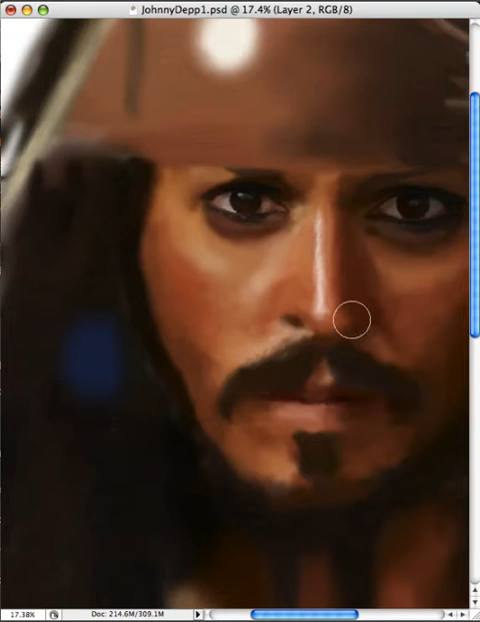 JohnnyDepp1.psd @ 17.4% (Layer 2, RGB/8)
17.38% Doc: 214.6M/309.1M